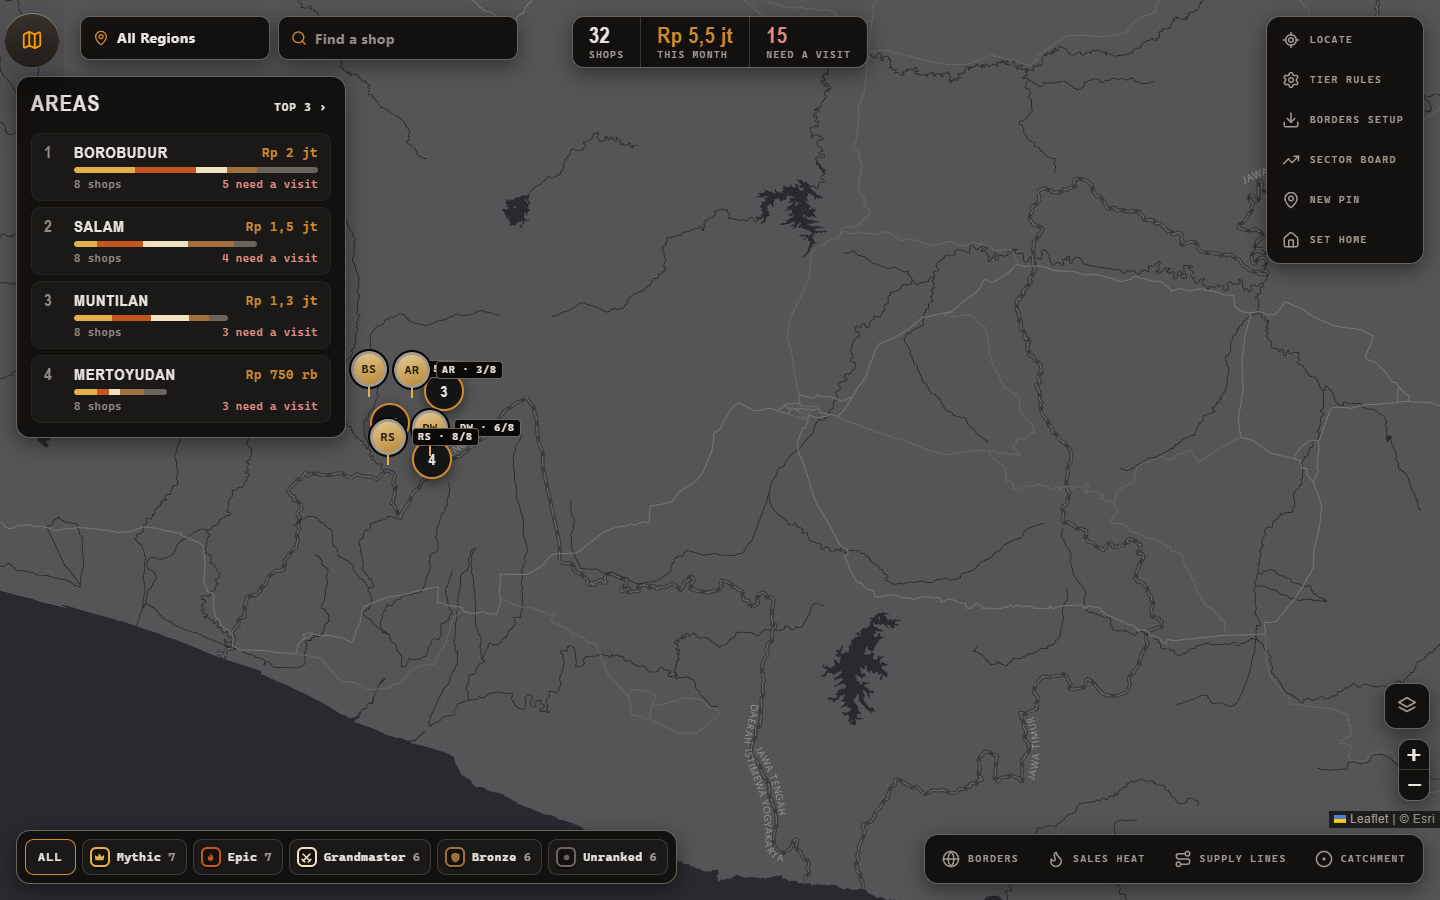 All Regions
Find a shop
32
SHOPS
Rp 5,5 jt
THIS MONTH
15
NEED A VISIT
LOCATE
TIER RULES
BORDERS SETUP
SECTOR BOARD
NEW PIN
SET HOME
AREAS
TOP 3 ›
1 BOROBUDUR Rp 2 jt
8 shops 5 need a visit
2 SALAM Rp 1,5 jt
8 shops 4 need a visit
3 MUNTILAN Rp 1,3 jt
8 shops 3 need a visit
4 MERTOYUDAN Rp 750 rb
8 shops 3 need a visit
JAWA
BS
AR
AR · 3/8
3
DW
DW · 6/8
RS
RS · 8/8
4
DAERAH ISTIMEWA YOGYAKARTA
JAWA TENGAH
JAWA TIMUR
+
−
Leaflet | © Esri
ALL
Mythic 7
Epic 7
Grandmaster 6
Bronze 6
Unranked 6
BORDERS
SALES HEAT
SUPPLY LINES
CATCHMENT